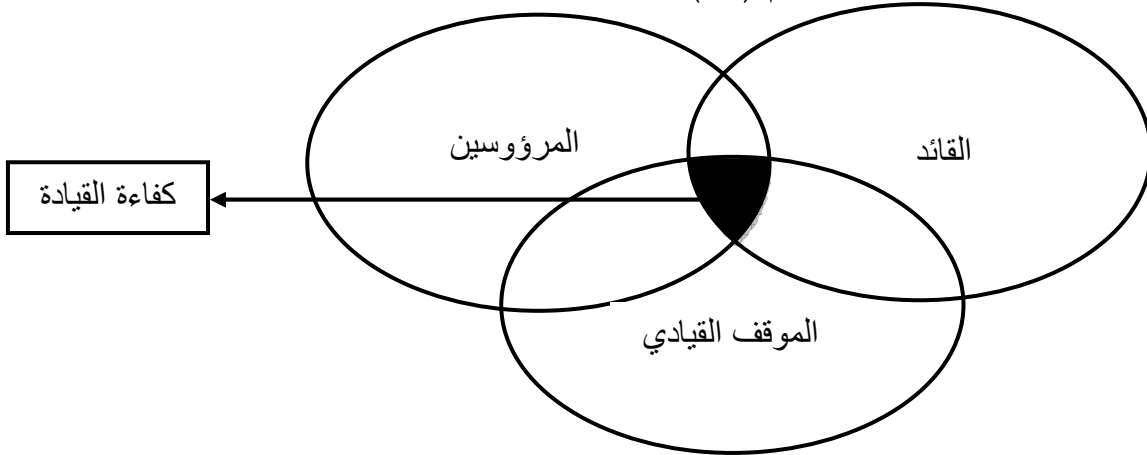 القائد
المرؤوسين
كفاءة القيادة
الموقف القيادي